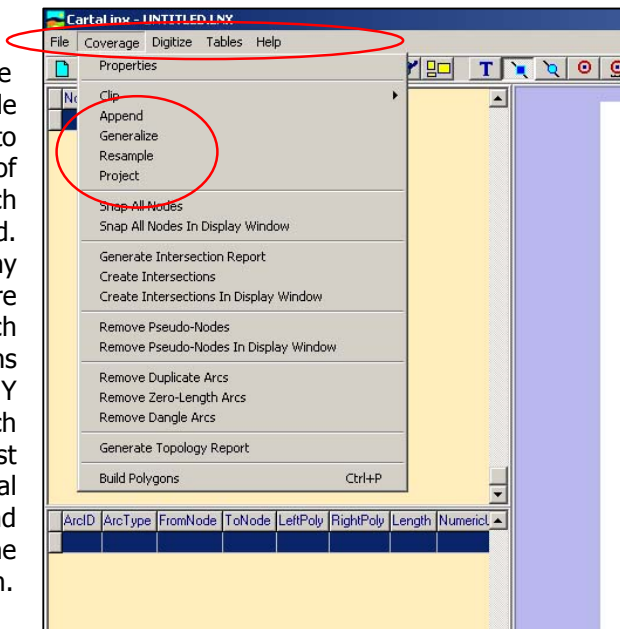 CartaLinx - UNTITLED.LNX
File Coverage Digitize Tables Help
T
Properties
Clip
Append
Generalize
Resample
Project
Snap All Nodes
Snap All Nodes In Display Window
Generate Intersection Report
Create Intersections
Create Intersections In Display Window
Remove Pseudo-Nodes
Remove Pseudo-Nodes In Display Window
Remove Duplicate Arcs
Remove Zero-Length Arcs
Remove Dangle Arcs
Generate Topology Report
Build Polygons Ctrl+P
ArcID ArcType FromNode ToNode LeftPoly RightPoly Length